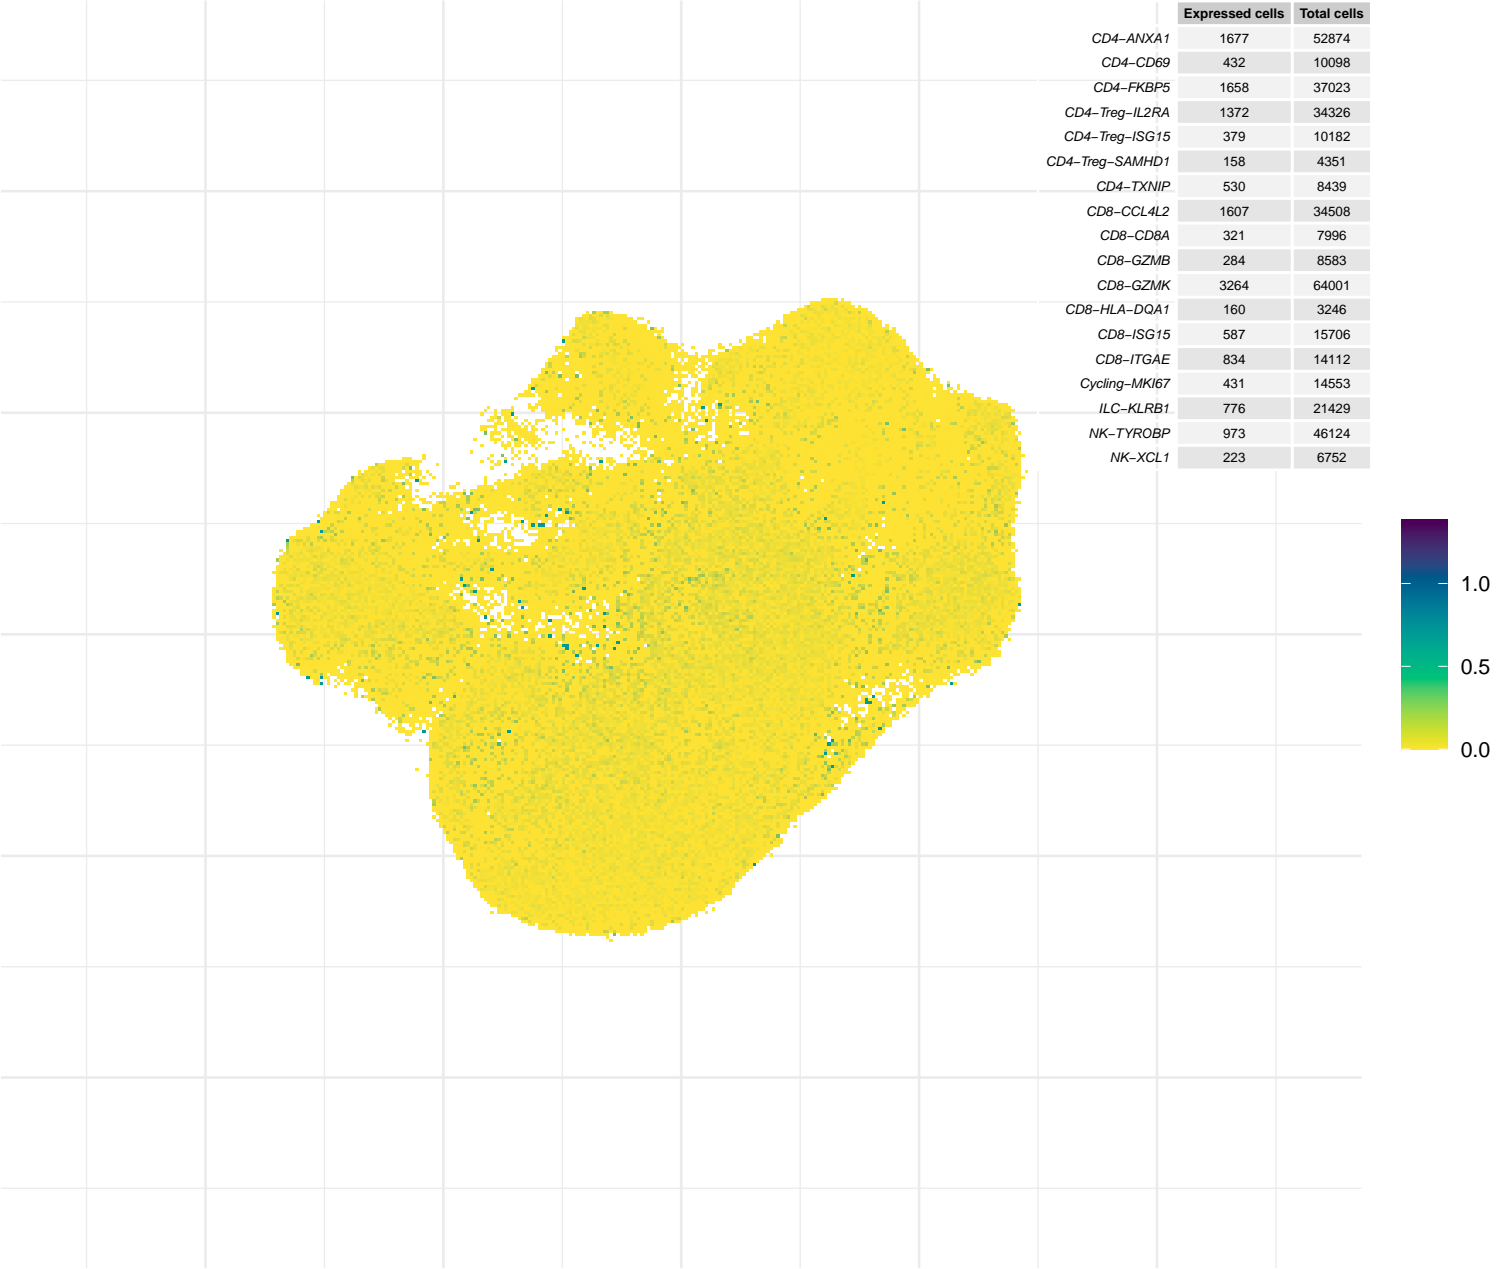 Expressed cells Total cells
CD4−ANXA1 1677 52874
CD4−CD69 432 10098
CD4−FKBP5 1658 37023
CD4−Treg−IL2RA 1372 34326
CD4−Treg−ISG15 379 10182
CD4−Treg−SAMHD1 158 4351
CD4−TXNIP 530 8439
CD8−CCL4L2 1607 34508
CD8−CD8A 321 7996
CD8−GZMB 284 8583
CD8−GZMK 3264 64001
CD8−HLA−DQA1 160 3246
CD8−ISG15 587 15706
CD8−ITGAE 834 14112
Cycling−MKI67 431 14553
ILC−KLRB1 776 21429
NK−TYROBP 973 46124
NK−XCL1 223 6752
1.0
0.5
0.0